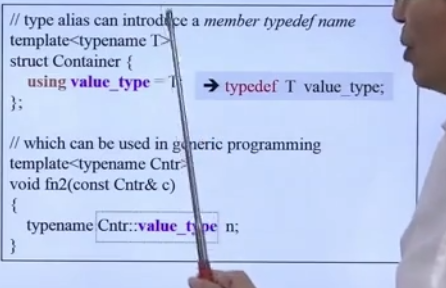 // type alias can introduce a member typedef name
template<typename T>
struct Container {
using value_type = T
➔ typedef T value_type;
};
// which can be used in generic programming
template<typename Cntr>
void fn2(const Cntr& c)
{
typename Cntr::value_type n;
}